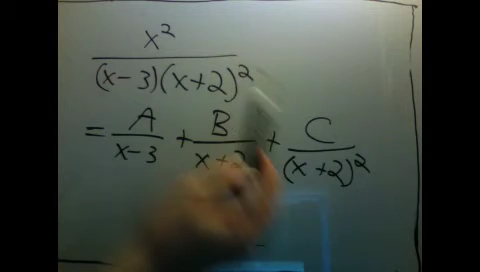 x²
(x-3)(x+2)²
= A/(x-3) + B/(x+2) + C/(x+2)²